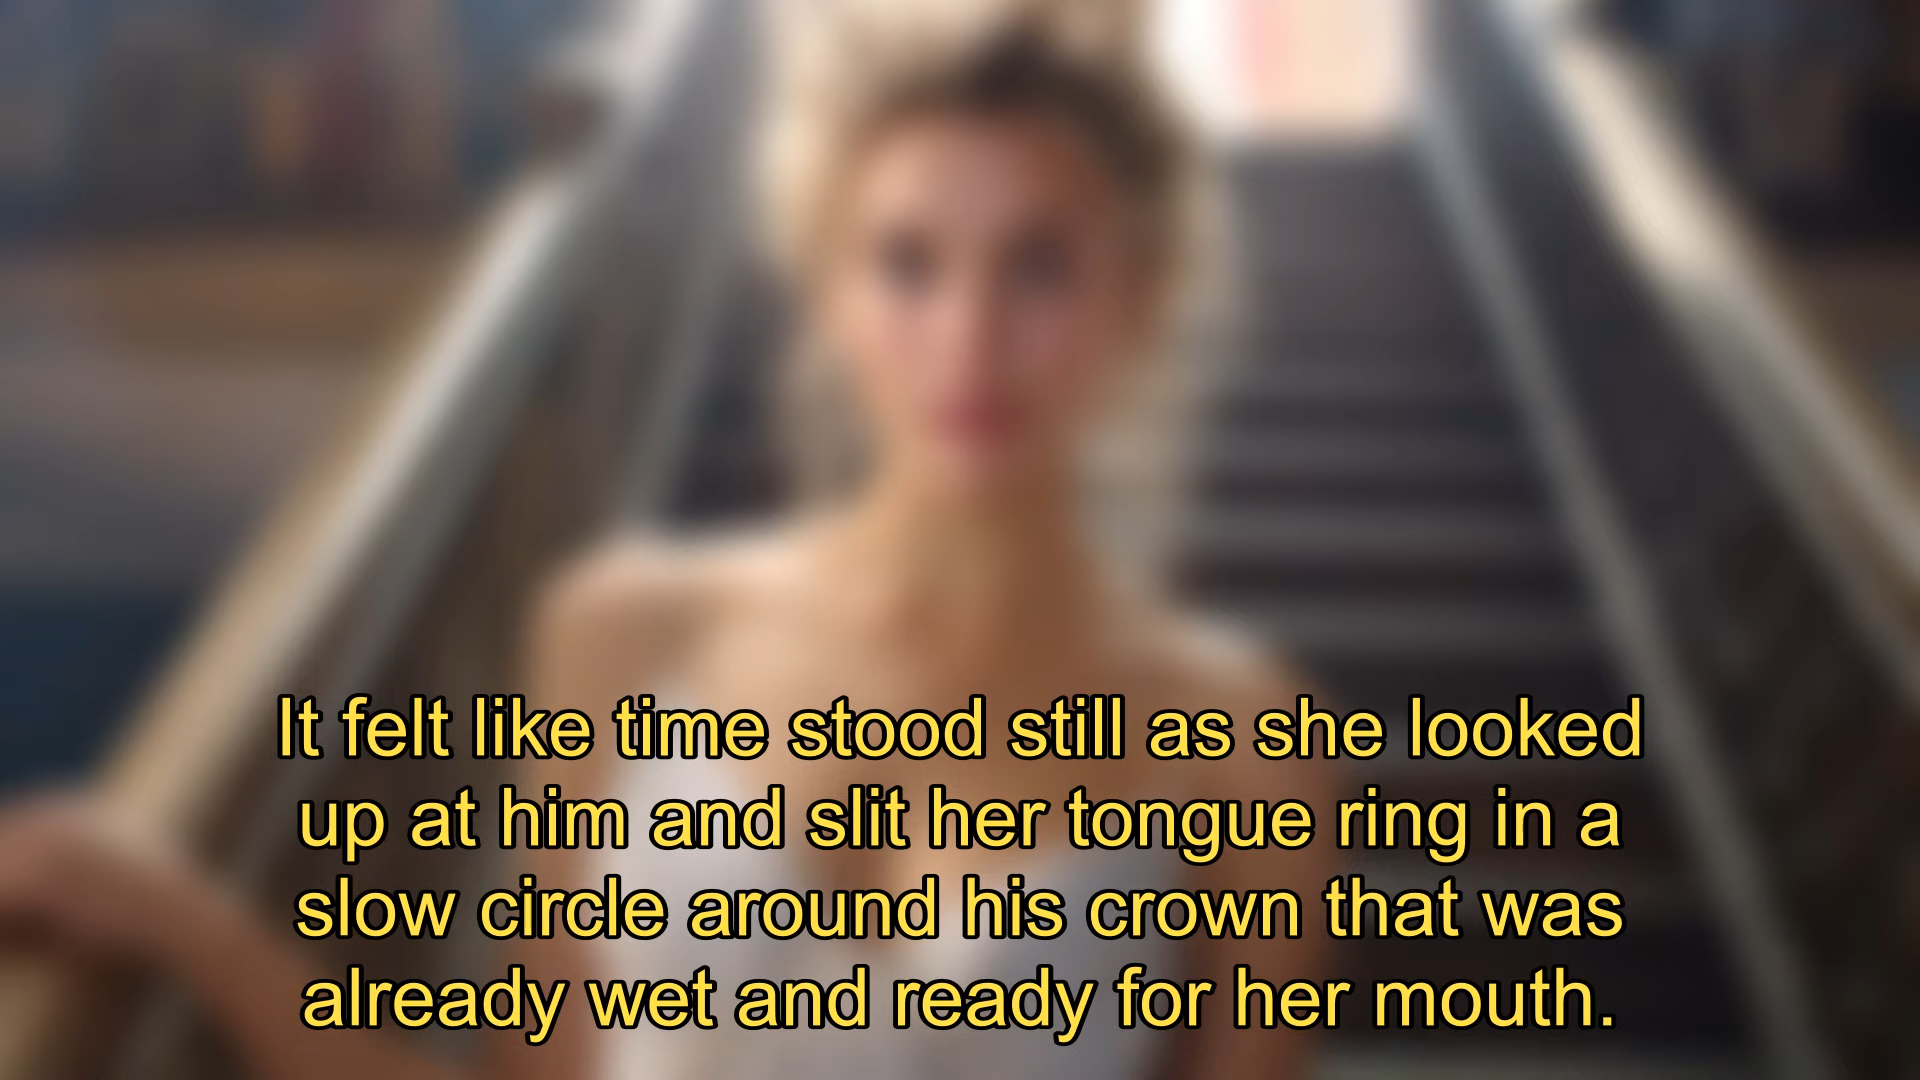 It felt like time stood still as she looked
up at him and slit her tongue ring in a
slow circle around his crown that was
already wet and ready for her mouth.